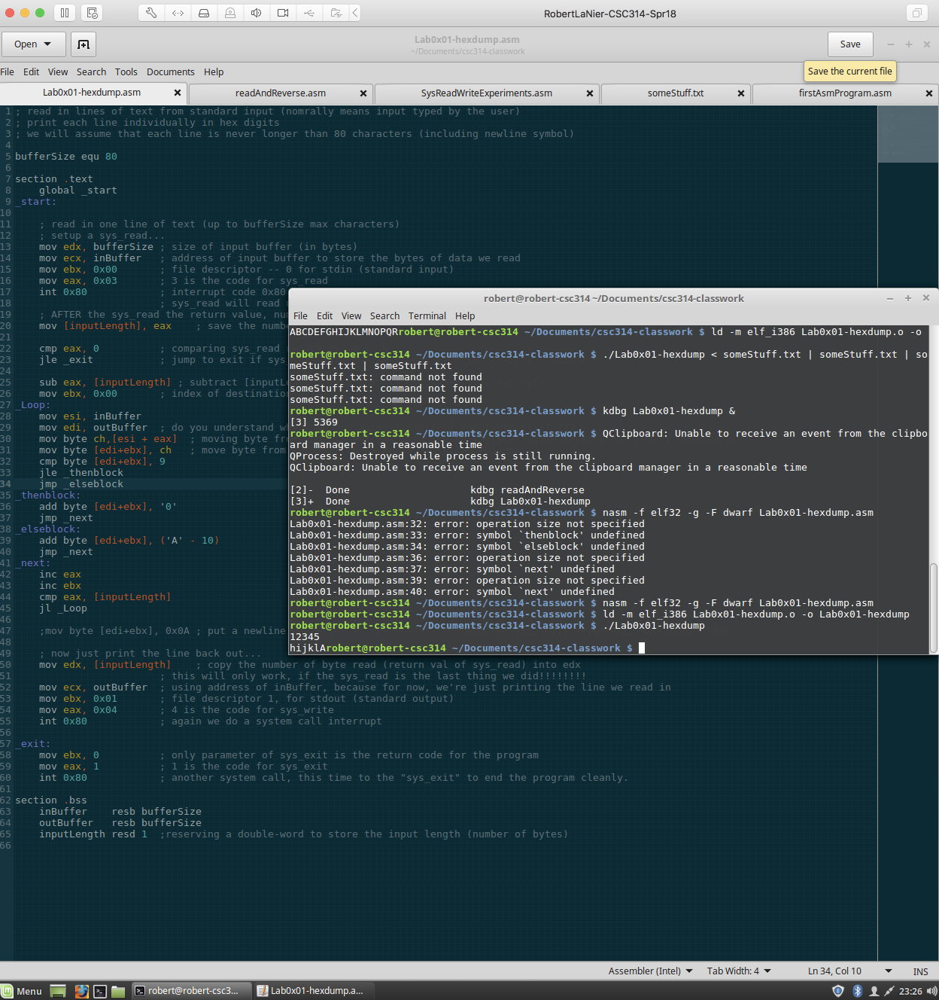 RobertLaNier-CSC314-Spr18
Open
Lab0x01-hexdump.asm
~/Documents/csc314-classwork
Save
Save the current file
File Edit View Search Tools Documents Help
Lab0x01-hexdump.asm readAndReverse.asm SysReadWriteExperiments.asm someStuff.txt firstAsmProgram.asm
1 ; read in lines of text from standard input (nomrally means input typed by the user)
2 ; print each line individually in hex digits
3 ; we will assume that each line is never longer than 80 characters (including newline symbol)
4
5 bufferSize equ 80
6
7 section .text
8 global _start
9 _start:
10
11 ; read in one line of text (up to bufferSize max characters)
12 ; setup a sys_read...
13 mov edx, bufferSize ; size of input buffer (in bytes)
14 mov ecx, inBuffer ; address of input buffer to store the bytes of data we read
15 mov ebx, 0x00 ; file descriptor -- 0 for stdin (standard input)
16 mov eax, 0x03 ; 3 is the code for sys_read
17 int 0x80 ; interrupt code 0x80
18 ; sys_read will read
19 ; AFTER the sys_read the return value,
20 mov [inputLength], eax ; save the
21
22 cmp eax, 0 ; comparing sys_read
23 jle _exit ; jump to exit if
24
25 sub eax, [inputLength] ; subtract
26 mov ebx, 0x00 ; index of
27 _Loop:
28 mov esi, inBuffer
29 mov edi, outBuffer ; do you understand
30 mov byte ch,[esi + eax] ; moving byte
31 mov byte [edi+ebx], ch ; move byte from
32 cmp byte [edi+ebx], 9
33 jle _thenblock
34 jmp _elseblock
35 _thenblock:
36 add byte [edi+ebx], '0'
37 jmp _next
38 _elseblock:
39 add byte [edi+ebx], ('A' - 10)
40 jmp _next
41 _next:
42 inc eax
43 inc ebx
44 cmp eax, [inputLength]
45 jl _Loop
46
47 ;mov byte [edi+ebx], 0x0A ; put a newline
48
49 ; now just print the line back out...
50 mov edx, [inputLength] ; copy the number of byte read (return val of sys_read) into edx
51 ; this will only work, if the sys_read is the last thing we did!!!!!!!!
52 mov ecx, outBuffer ; using address of inBuffer, because for now, we're just printing the line we read in
53 mov ebx, 0x01 ; file descriptor 1, for stdout (standard output)
54 mov eax, 0x04 ; 4 is the code for sys_write
55 int 0x80 ; again we do a system call interrupt
56
57 _exit:
58 mov ebx, 0 ; only parameter of sys_exit is the return code for the program
59 mov eax, 1 ; 1 is the code for sys_exit
60 int 0x80 ; another system call, this time to the "sys_exit" to end the program cleanly.
61
62 section .bss
63 inBuffer resb bufferSize
64 outBuffer resb bufferSize
65 inputLength resd 1 ;reserving a double-word to store the input length (number of bytes)
66
robert@robert-csc314 ~/Documents/csc314-classwork
File Edit View Search Terminal Help
ABCDEFGHIJKLMNOPQRrobert@robert-csc314 ~/Documents/csc314-classwork $ ld -m elf_i386 Lab0x01-hexdump.o -o
robert@robert-csc314 ~/Documents/csc314-classwork $ ./Lab0x01-hexdump < someStuff.txt | someStuff.txt | so
meStuff.txt | someStuff.txt
someStuff.txt: command not found
someStuff.txt: command not found
someStuff.txt: command not found
robert@robert-csc314 ~/Documents/csc314-classwork $ kdbg Lab0x01-hexdump &
[3] 5369
robert@robert-csc314 ~/Documents/csc314-classwork $ QClipboard: Unable to receive an event from the clipbo
ard manager in a reasonable time
QProcess: Destroyed while process is still running.
QClipboard: Unable to receive an event from the clipboard manager in a reasonable time
[2]- Done kdbg readAndReverse
[3]+ Done kdbg Lab0x01-hexdump
robert@robert-csc314 ~/Documents/csc314-classwork $ nasm -f elf32 -g -F dwarf Lab0x01-hexdump.asm
Lab0x01-hexdump.asm:32: error: operation size not specified
Lab0x01-hexdump.asm:33: error: symbol `thenblock' undefined
Lab0x01-hexdump.asm:34: error: symbol `elseblock' undefined
Lab0x01-hexdump.asm:36: error: operation size not specified
Lab0x01-hexdump.asm:37: error: symbol `next' undefined
Lab0x01-hexdump.asm:39: error: operation size not specified
Lab0x01-hexdump.asm:40: error: symbol `next' undefined
robert@robert-csc314 ~/Documents/csc314-classwork $ nasm -f elf32 -g -F dwarf Lab0x01-hexdump.asm
robert@robert-csc314 ~/Documents/csc314-classwork $ ld -m elf_i386 Lab0x01-hexdump.o -o Lab0x01-hexdump
robert@robert-csc314 ~/Documents/csc314-classwork $ ./Lab0x01-hexdump
12345
hijklArobert@robert-csc314 ~/Documents/csc314-classwork $
Assembler (Intel) Tab Width: 4 Ln 34, Col 10 INS
Menu robert@robert-csc3... Lab0x01-hexdump.a... 23:26